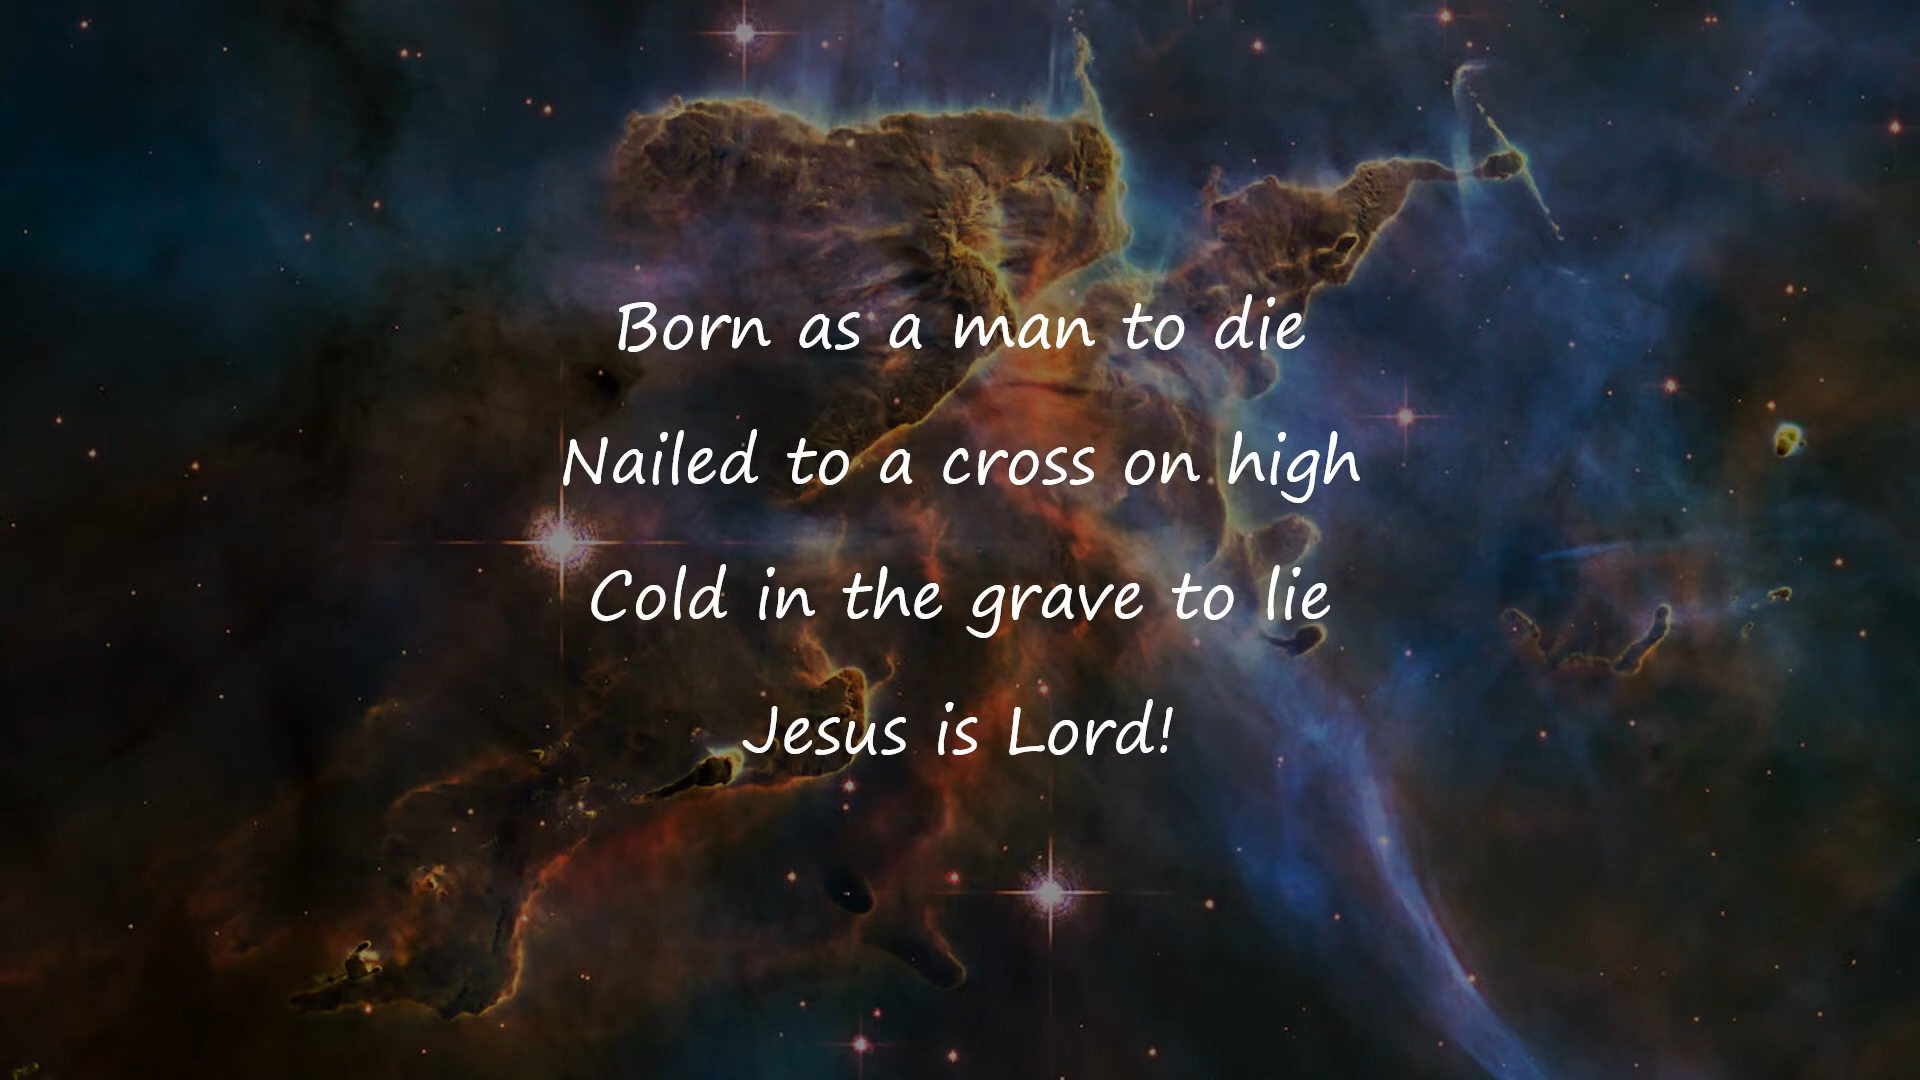 Born as a man to die
Nailed to a cross on high
Cold in the grave to lie
Jesus is Lord!